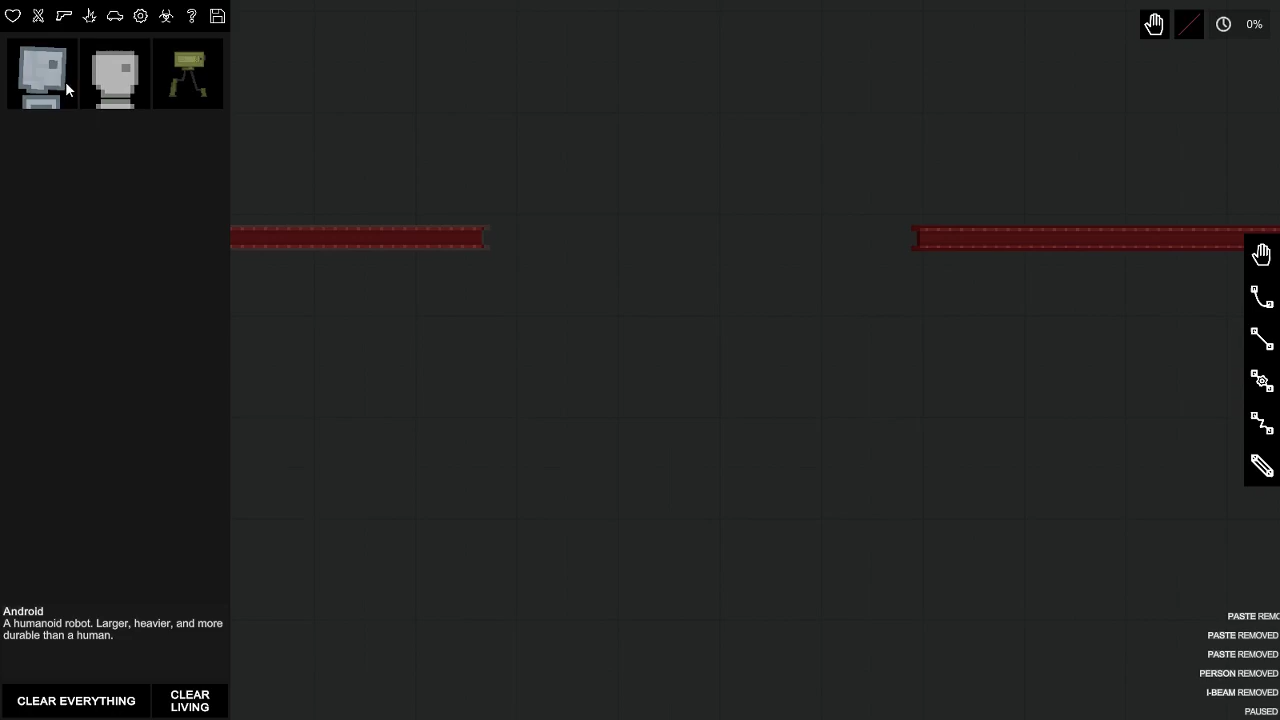 0%
Android
A humanoid robot. Larger, heavier, and more
durable than a human.
CLEAR EVERYTHING
CLEAR
LIVING
PASTE REMO
PASTE REMOVED
PASTE REMOVED
PERSON REMOVED
I-BEAM REMOVED
PAUSED